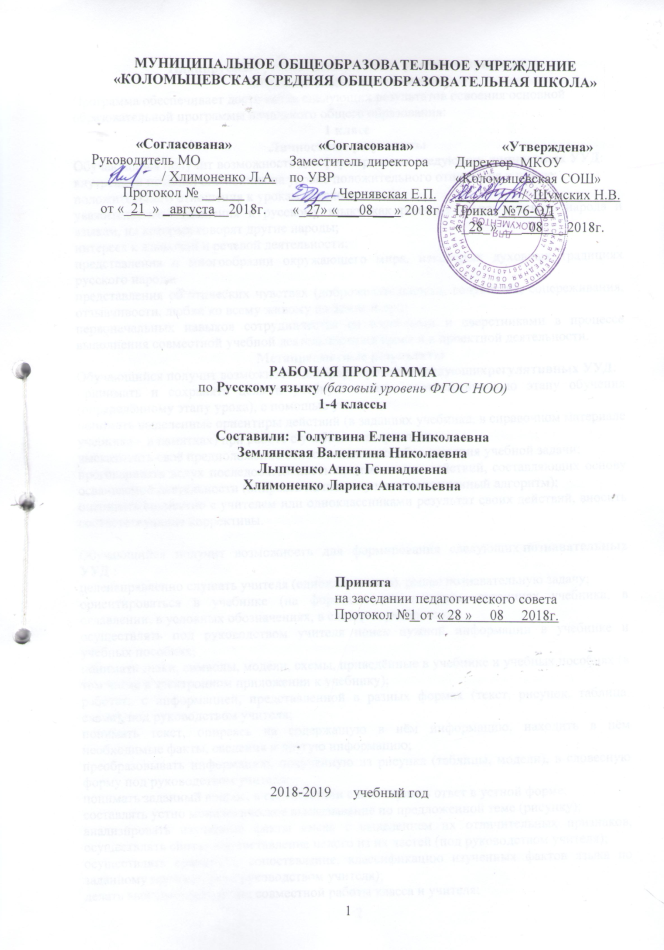 МУНИЦИПАЛЬНОЕ ОБЩЕОБРАЗОВАТЕЛЬНОЕ УЧРЕЖДЕНИЕ
«КОЛОМЫЦЕВСКАЯ СРЕДНЯЯ ОБЩЕОБРАЗОВАТЕЛЬНАЯ ШКОЛА»
«Согласована»
Руководитель МО
/ Хлимоненко Л.А.
Протокол № 1
от « 21 » августа 2018г.
«Согласована»
Заместитель директора
по УВР
/ Чернявская Е.П.
« 27» « 08 » 2018г
«Утверждена»
Директор МКОУ
«Коломыцевская СОШ»
Шумских Н.В.
Приказ №76-ОД
« 28 » 08 2018г.
РАБОЧАЯ ПРОГРАММА
по Русскому языку (базовый уровень ФГОС НОО)
1-4 классы
Составили: Голутвина Елена Николаевна
Землянская Валентина Николаевна
Лыпченко Анна Геннадиевна
Хлимоненко Лариса Анатольевна
Принята
на заседании педагогического совета
Протокол №1 от « 28 » 08 2018г.
2018-2019 учебный год
1